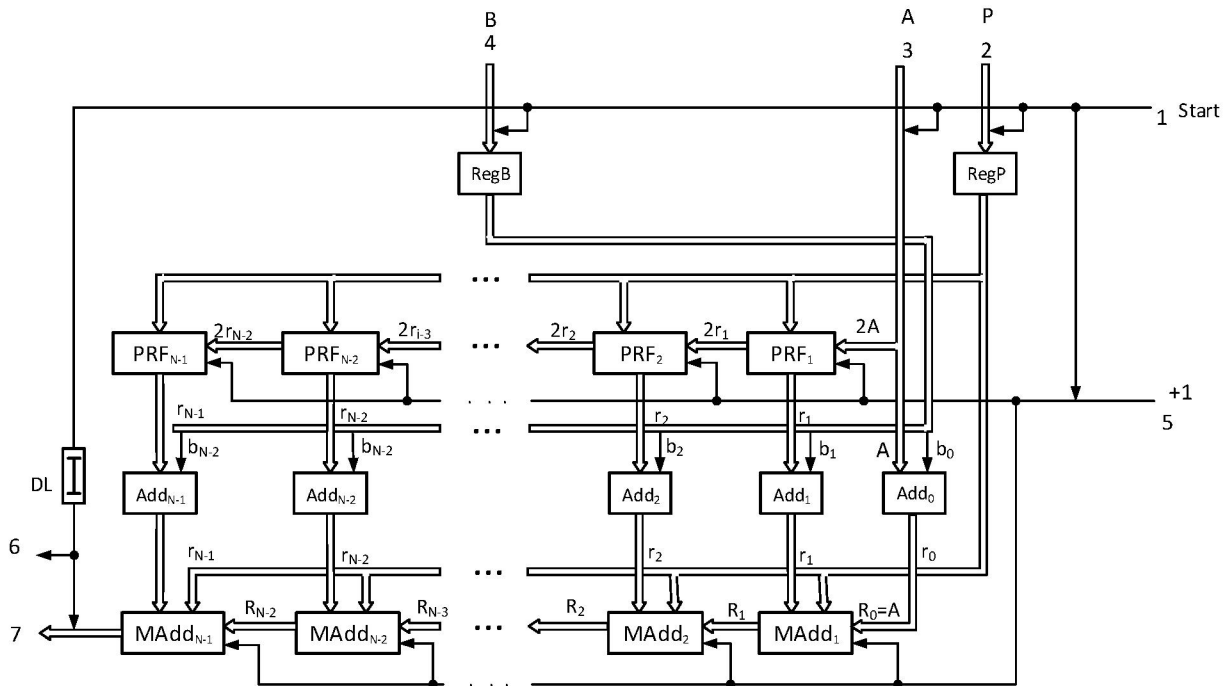 B A P
4 3 2
1 Start
RegB RegP
...
2r_{N-2} 2r_{i-3} 2r_2 2r_1 2A
PRF_{N-1} PRF_{N-2} ... PRF_2 PRF_1
. . . . +1
5
r_{N-1} r_{N-2} ... r_2 r_1
b_{N-2} b_{N-2} b_2 b_1 A b_0
DL Add_{N-1} Add_{N-2} Add_2 Add_1 Add_0
6
r_{N-1} r_{N-2} ... r_2 r_1 r_0
R_{N-2} R_{N-3} R_2 R_1 R_0=A
7 MAdd_{N-1} MAdd_{N-2} ... MAdd_2 MAdd_1
. . . .